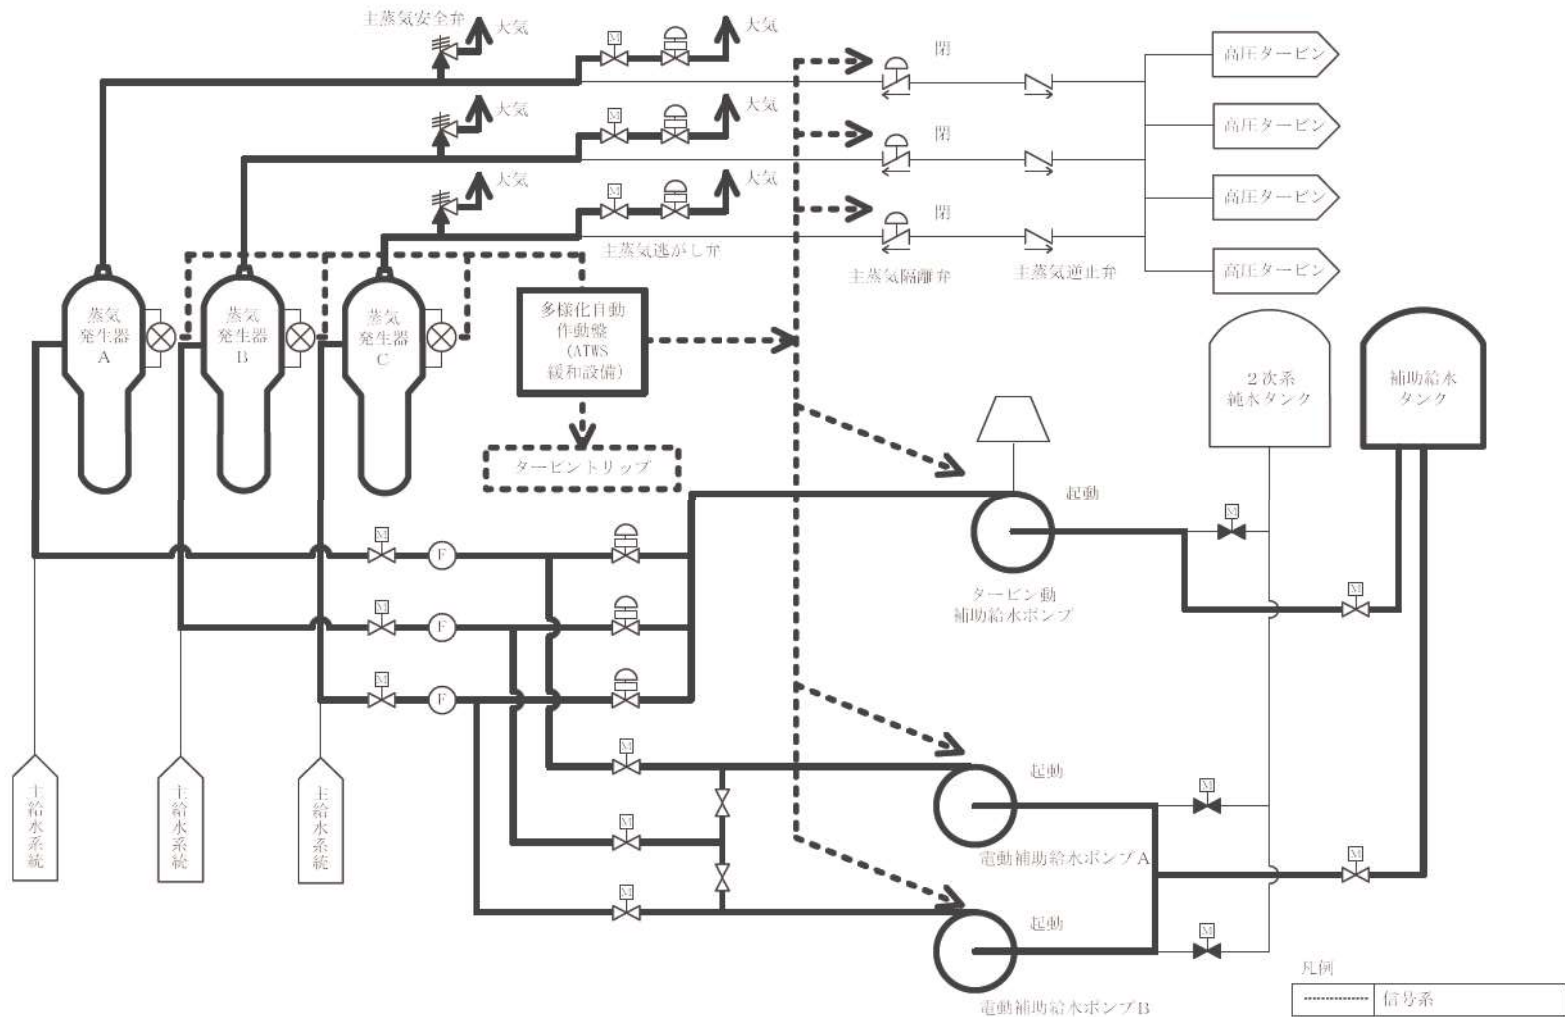 主蒸気安全弁
大気
M
大気
閉
高圧タービン
大気
M
大気
閉
高圧タービン
大気
M
大気
閉
高圧タービン
主蒸気逃がし弁
主蒸気隔離弁
主蒸気逆止弁
高圧タービン
蒸気
発生器
A
蒸気
発生器
B
蒸気
発生器
C
多様化自動
作動盤
(ATWS
緩和設備)
2次系
純水タンク
補助給水
タンク
タービントリップ
起動
M
M
F
タービン動
補助給水ポンプ
M
M
F
M
F
主給水系統
主給水系統
主給水系統
M
起動
M
電動補助給水ポンプA
M
M
M
起動
M
電動補助給水ポンプB
凡例
信号系